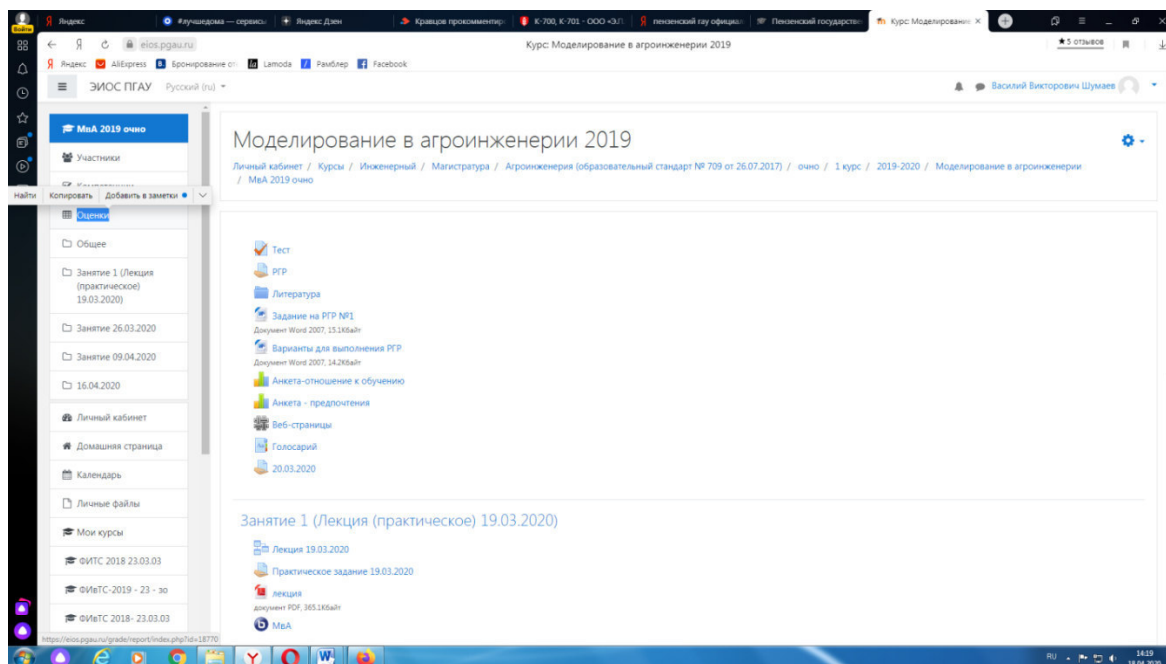 Войти
Яндекс
#лучшедома — сервисы
Яндекс Дзен
Кравцов прокомментир
К-700, К-701 - ООО «З.Г.
пензенский гау официал
Пензенский государствен
Курс: Моделирование
eios.pgau.ru
Курс: Моделирование в агроинженерии 2019
★ 5 отзывов
Яндекс
AliExpress
Бронирование от
Lamoda
Рамблер
Facebook
ЭИОС ПГАУ Русский (ru)
Василий Викторович Шумаев
МвА 2019 очно
Участники
Найти Копировать Добавить в заметки
Оценки
Общее
Занятие 1 (Лекция
(практическое)
19.03.2020)
Занятие 26.03.2020
Занятие 09.04.2020
16.04.2020
Личный кабинет
Домашняя страница
Календарь
Личные файлы
Мои курсы
ФИТС 2018 23.03.03
ФИвТС-2019 - 23 - зо
ФИвТС 2018- 23.03.03
https://eios.pgau.ru/grade/report/index.php?id=18770
Моделирование в агроинженерии 2019
Личный кабинет / Курсы / Инженерный / Магистратура / Агроинженерия (образовательный стандарт № 709 от 26.07.2017) / очно / 1 курс / 2019-2020 / Моделирование в агроинженерии
/ МвА 2019 очно
Тест
РГР
Литература
Задание на РГР №1
Документ Word 2007, 15.1Кбайт
Варианты для выполнения РГР
Документ Word 2007, 14.2Кбайт
Анкета-отношение к обучению
Анкета - предпочтения
Веб-страницы
Голосарий
20.03.2020
Занятие 1 (Лекция (практическое) 19.03.2020)
Лекция 19.03.2020
Практическое задание 19.03.2020
лекция
документ PDF, 365.1Кбайт
МвА
RU
14:19
18.04.202